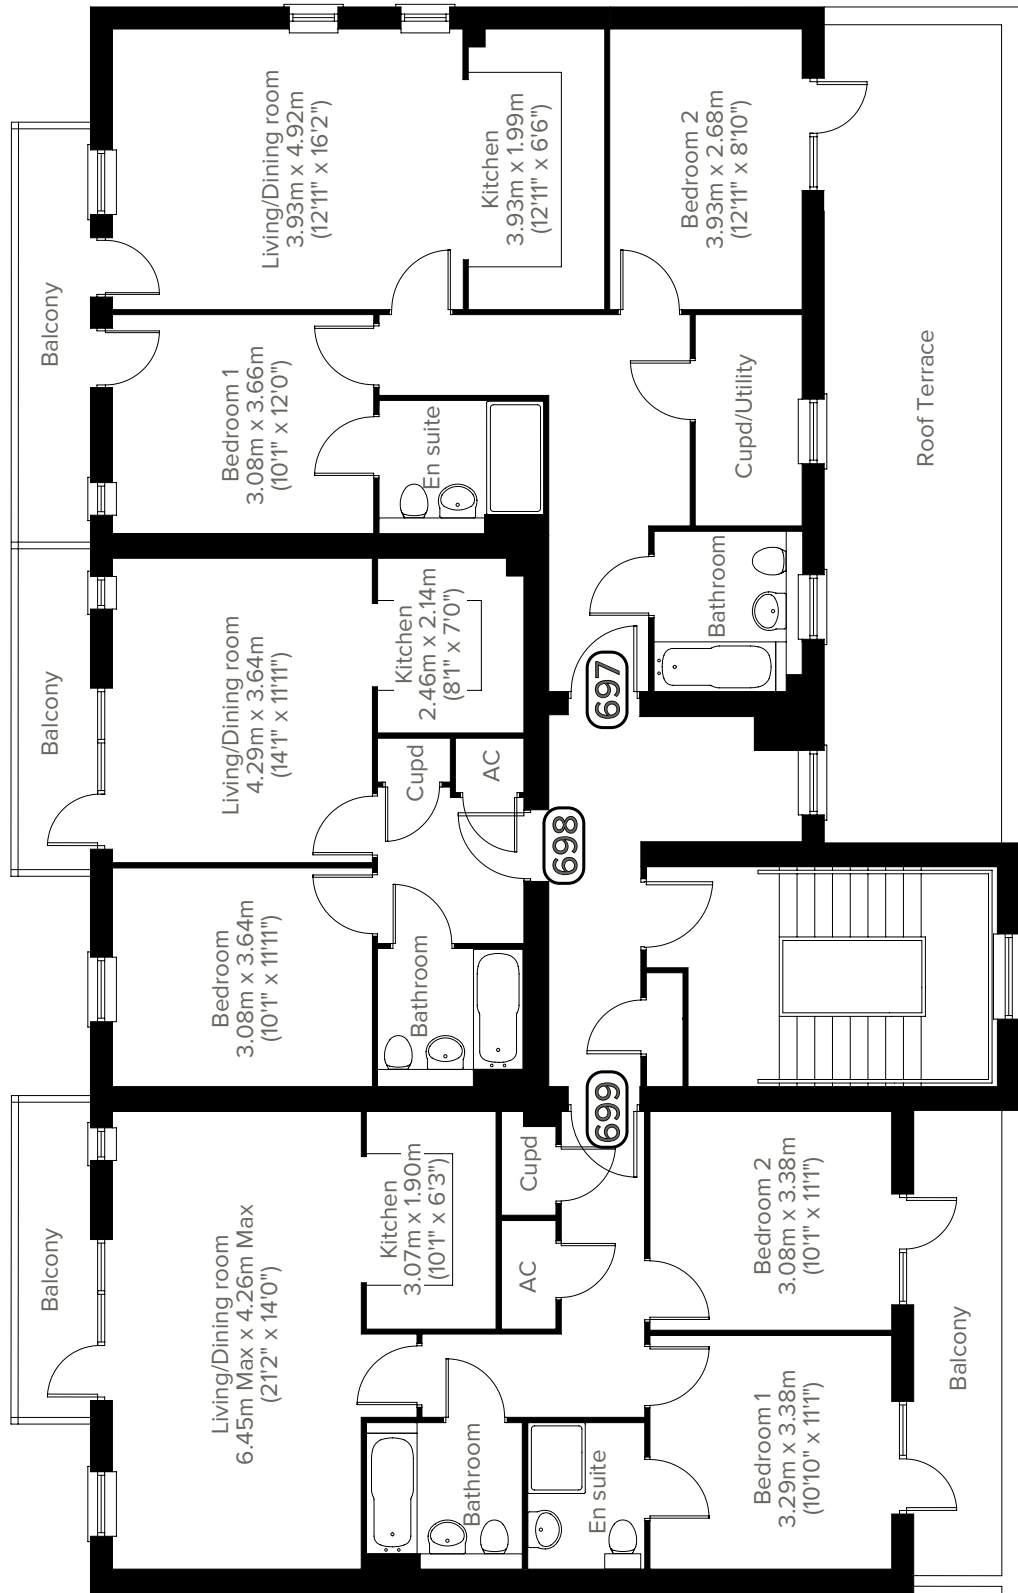 Balcony
Living/Dining room
3.93m x 4.92m
(12'11" x 16'2")
Kitchen
3.93m x 1.99m
(12'11" x 6'6")
Bedroom 2
3.93m x 2.68m
(12'11" x 8'10")
Roof Terrace
Bedroom 1
3.08m x 3.66m
(10'1" x 12'0")
En suite
Cupd/Utility
Bathroom
697
Balcony
Living/Dining room
4.29m x 3.64m
(14'1" x 11'11")
Kitchen
2.46m x 2.14m
(8'1" x 7'0")
Cupd
AC
698
Bedroom
3.08m x 3.64m
(10'1" x 11'11")
Bathroom
699
Balcony
Living/Dining room
6.45m Max x 4.26m Max
(21'2" x 14'0")
Kitchen
3.07m x 1.90m
(10'1" x 6'3")
Cupd
AC
Bedroom 2
3.08m x 3.38m
(10'1" x 11'1")
Balcony
Bathroom
En suite
Bedroom 1
3.29m x 3.38m
(10'10" x 11'1")